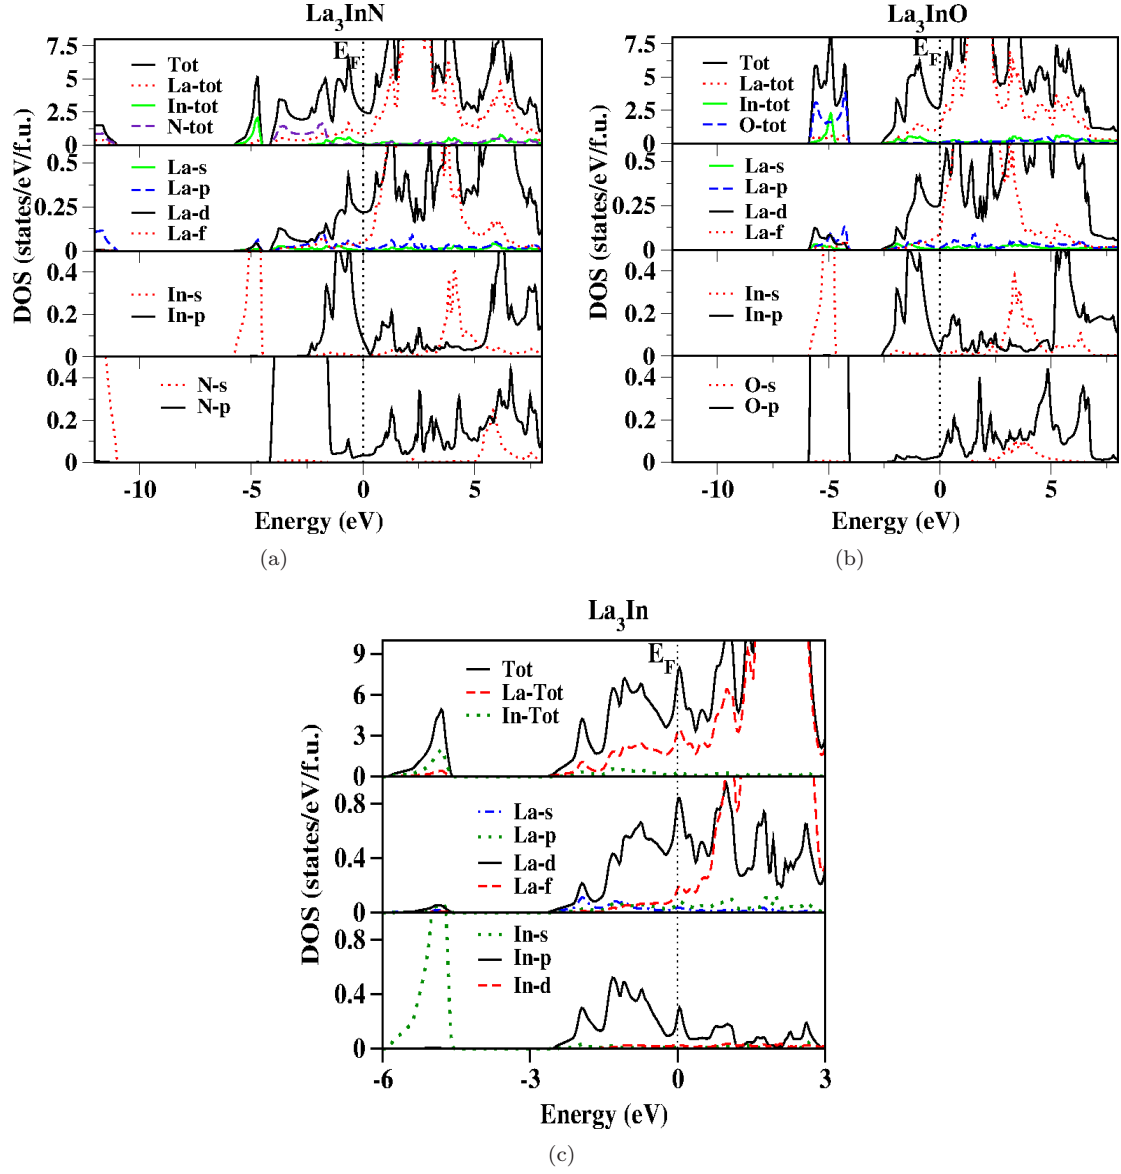 La3InN
7.5
5
2.5
0
EF
Tot
La-tot
In-tot
N-tot
0.5
0.25
0
La-s
La-p
La-d
La-f
0.4
0.2
0
In-s
In-p
0.4
0.2
0
N-s
N-p
DOS (states/eV/f.u.)
-10
-5
0
5
Energy (eV)
(a)
La3InO
7.5
5
2.5
0
EF
Tot
La-tot
In-tot
O-tot
0.5
0.25
0
La-s
La-p
La-d
La-f
0.4
0.2
0
In-s
In-p
0.4
0.2
0
O-s
O-p
DOS (states/eV/f.u.)
-10
-5
0
5
Energy (eV)
(b)
La3In
9
6
3
0
EF
Tot
La-Tot
In-Tot
0.8
0.4
0
La-s
La-p
La-d
La-f
0.8
0.4
0
In-s
In-p
In-d
DOS (states/eV/f.u.)
-6
-3
0
3
Energy (eV)
(c)